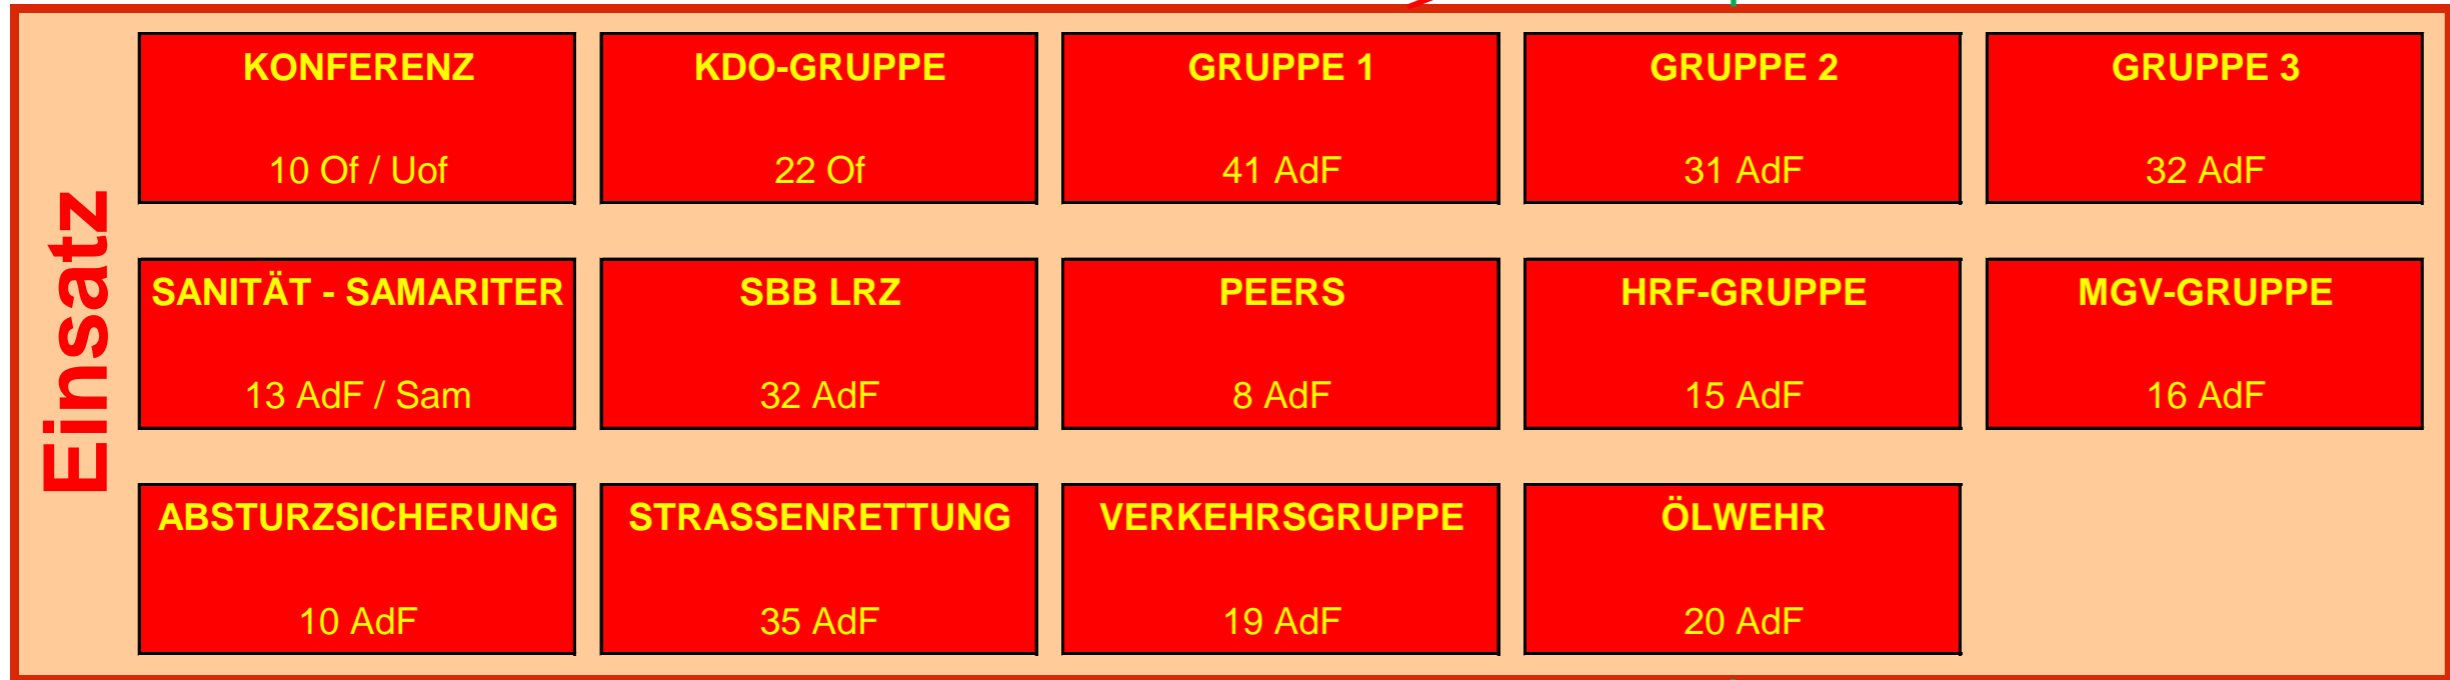 Einsatz
KONFERENZ
10 Of / Uof
KDO-GRUPPE
22 Of
GRUPPE 1
41 AdF
GRUPPE 2
31 AdF
GRUPPE 3
32 AdF
SANITÄT - SAMARITER
13 AdF / Sam
SBB LRZ
32 AdF
PEERS
8 AdF
HRF-GRUPPE
15 AdF
MGV-GRUPPE
16 AdF
ABSTURZSICHERUNG
10 AdF
STRASSENRETTUNG
35 AdF
VERKEHRSGRUPPE
19 AdF
ÖLWEHR
20 AdF